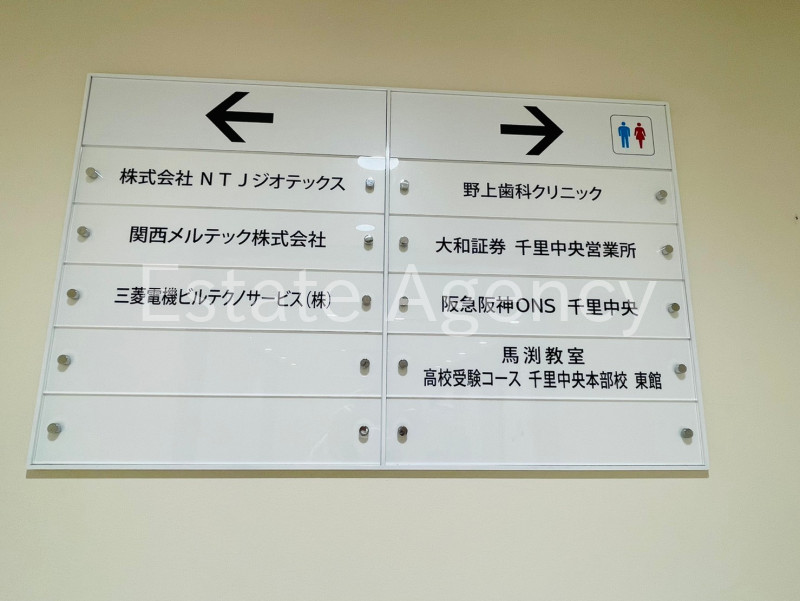 株式会社 NTJジオテックス
関西メルテック株式会社
三菱電機ビルテクノサービス(株)
野上歯科クリニック
大和証券 千里中央営業所
阪急阪神ONS 千里中央
馬渕教室
高校受験コース 千里中央本部校 東館
Estate Agency